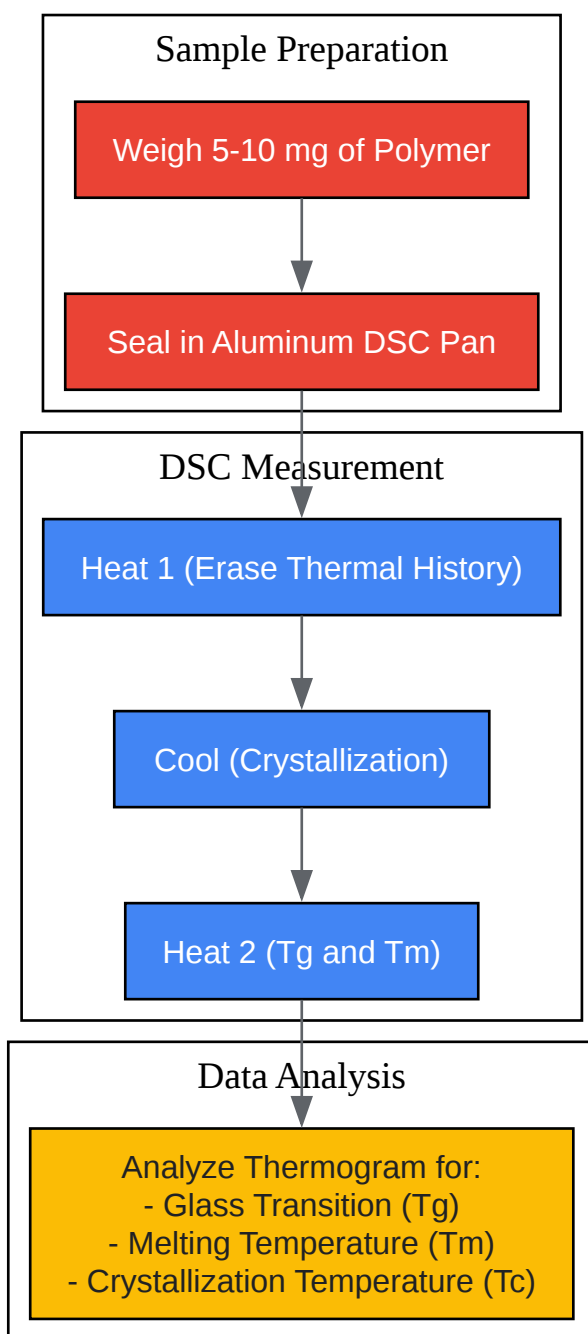 Sample Preparation
Weigh 5-10 mg of Polymer
Seal in Aluminum DSC Pan
DSC Measurement
Heat 1 (Erase Thermal History)
Cool (Crystallization)
Heat 2 (Tg and Tm)
Data Analysis
Analyze Thermogram for:
- Glass Transition (Tg)
- Melting Temperature (Tm)
- Crystallization Temperature (Tc)